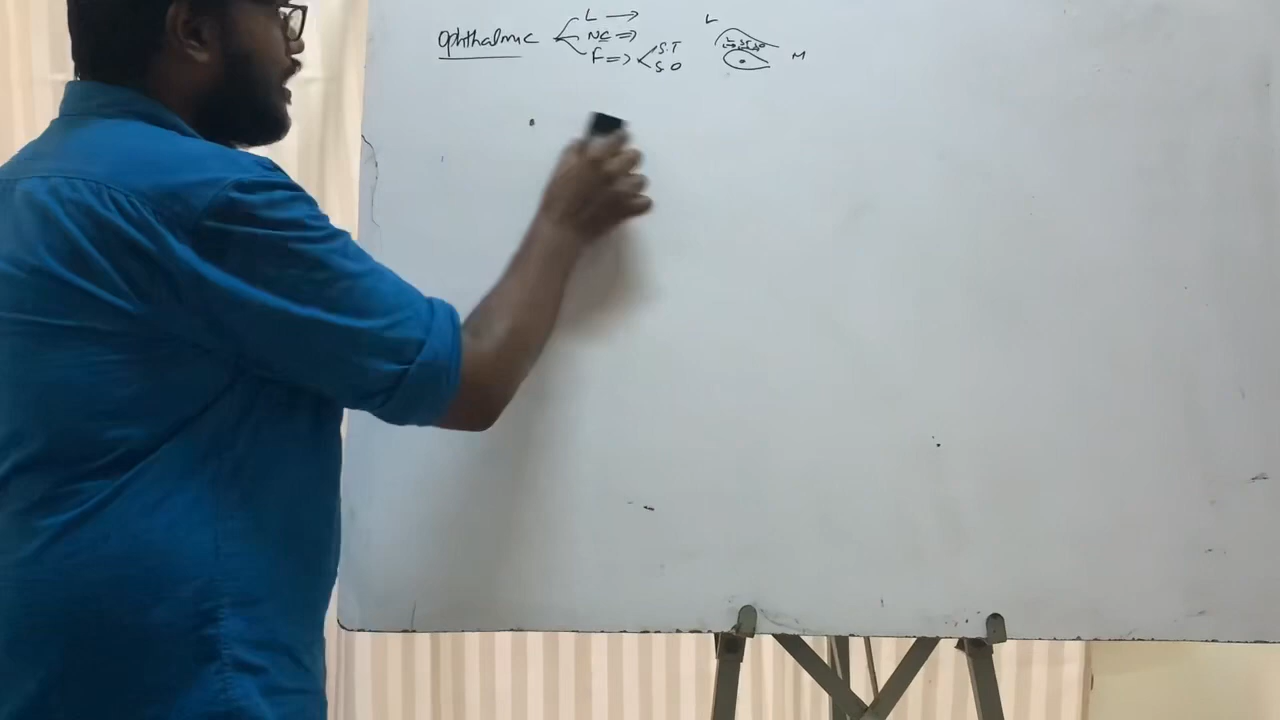 L → L
Ophthalmic NC ⇒
F ⇒ S.T M
S O